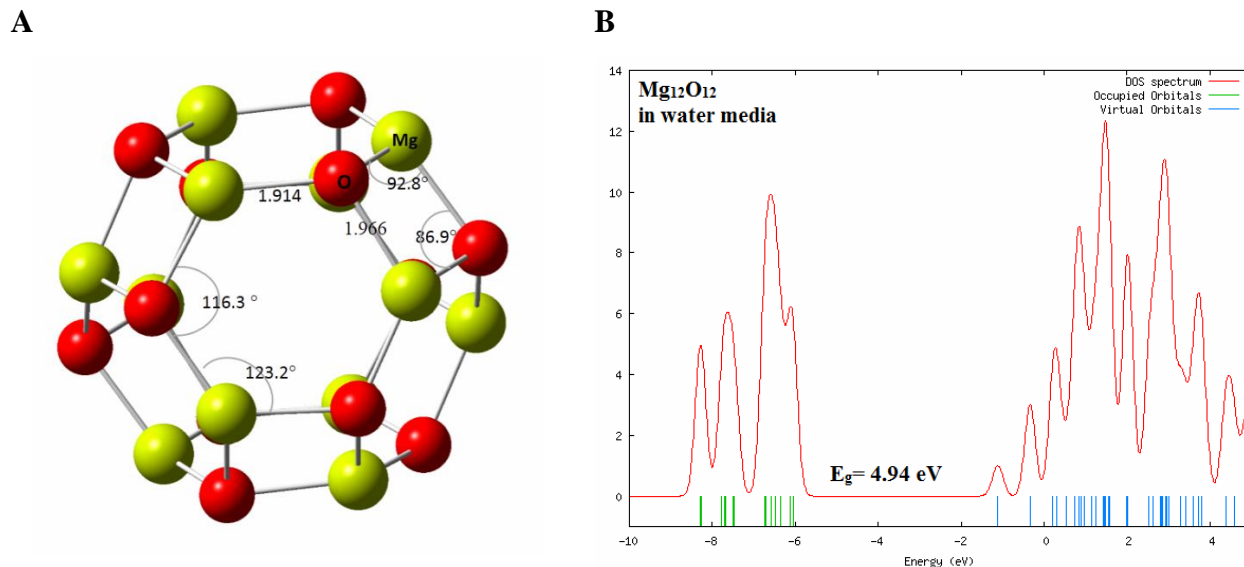 A
Mg
O
92.8°
1.914
1.966
86.9°
116.3 °
123.2°
B
Mg₁₂O₁₂
in water media
DOS spectrum
Occupied Orbitals
Virtual Orbitals
14
12
10
8
6
4
2
0
E₉= 4.94 eV
-10
-8
-6
-4
-2
0
2
4
Energy (eV)